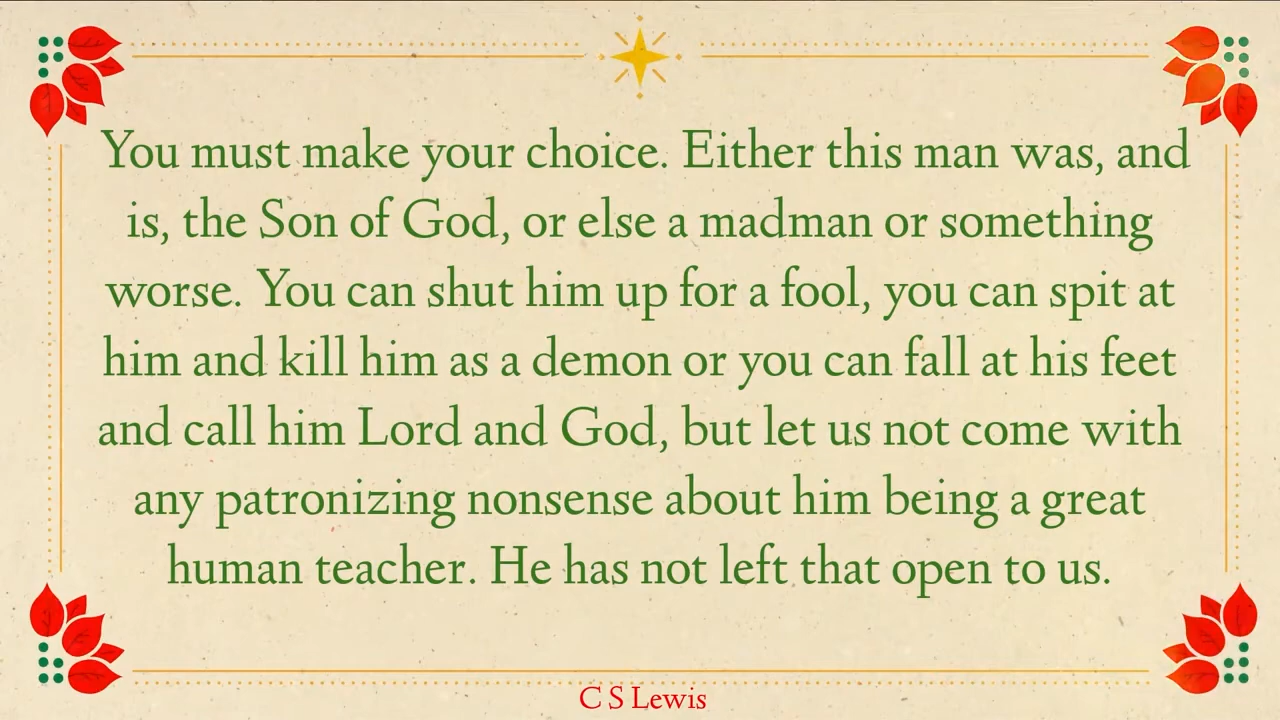 You must make your choice. Either this man was, and
is, the Son of God, or else a madman or something
worse. You can shut him up for a fool, you can spit at
him and kill him as a demon or you can fall at his feet
and call him Lord and God, but let us not come with
any patronizing nonsense about him being a great
human teacher. He has not left that open to us.
C S Lewis